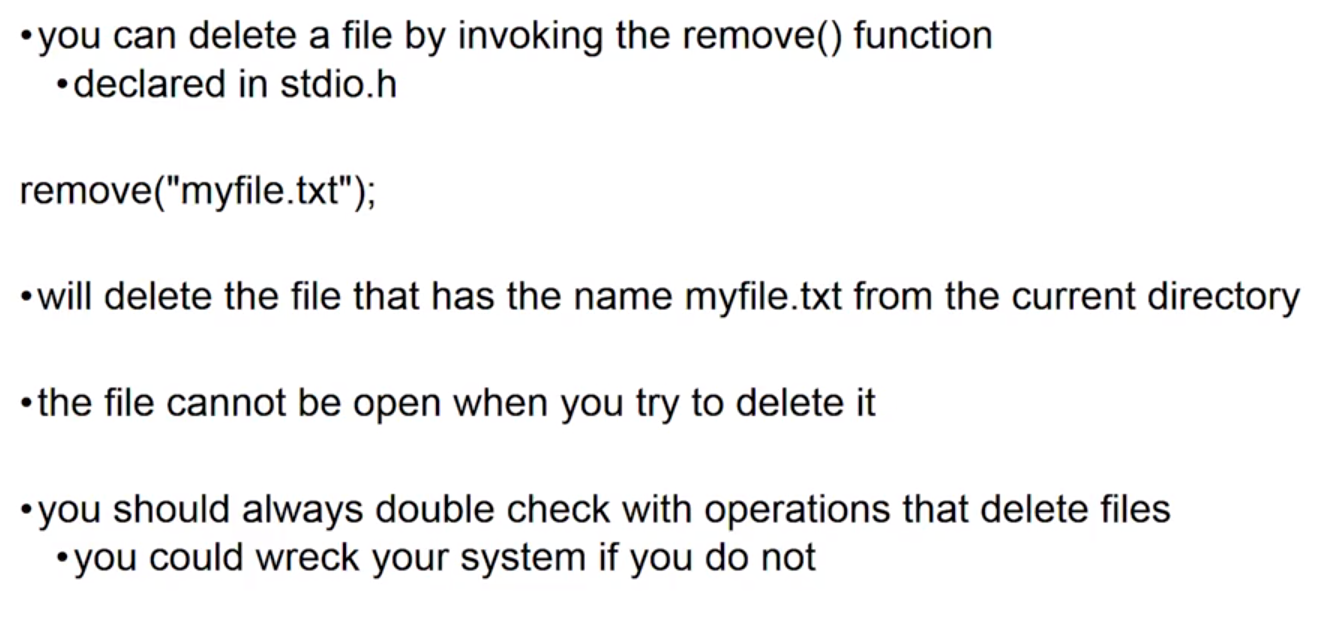 •you can delete a file by invoking the remove() function
•declared in stdio.h
remove("myfile.txt");
•will delete the file that has the name myfile.txt from the current directory
•the file cannot be open when you try to delete it
•you should always double check with operations that delete files
•you could wreck your system if you do not